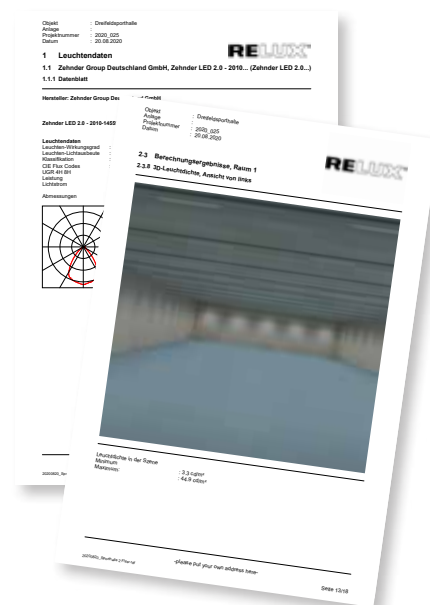 Objekt : Dreifeldsporthalle
Anlage :
Projektnummer : 2020_025
Datum : 20.08.2020
RELUX
1 Leuchtendaten
1.1 Zehnder Group Deutschland GmbH, Zehnder LED 2.0 - 2010... (Zehnder LED 2.0...)
1.1.1 Datenblatt
Hersteller: Zehnder Group Deu GmbH
Zehnder LED 2.0 - 2010-1455
Leuchtendaten
Leuchten-Wirkungsgrad :
Leuchten-Lichtausbeute :
Klassifikation :
CIE Flux Codes :
UGR 4H 8H :
Leistung :
Lichtstrom :
Abmessungen
Objekt : Dreifeldsporthalle
Anlage :
Projektnummer : 2020_025
Datum : 20.08.2020
RELUX
2.3 Berechnungsergebnisse, Raum 1
2.3.8 3D-Leuchtdichte, Ansicht von links
Leuchtdichte in der Szene
Minimum : 3.3 cd/m²
Maximim: : 44.9 cd/m²
-please put your own address here-
Seite 13/18